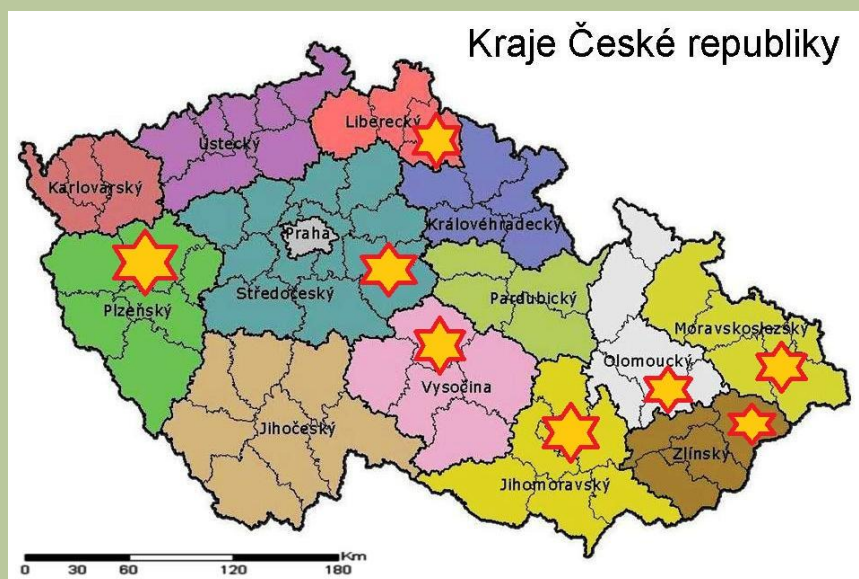 Kraje České republiky
Liberecký
Ústecký
Karlovarský
Královéhradecký
Praha
Středočeský
Pardubický
Plzeňský
Moravskoslezský
Olomoucký
Vysočina
Jihočeský
Zlínský
Jihomoravský
Km
0 30 60 120 180